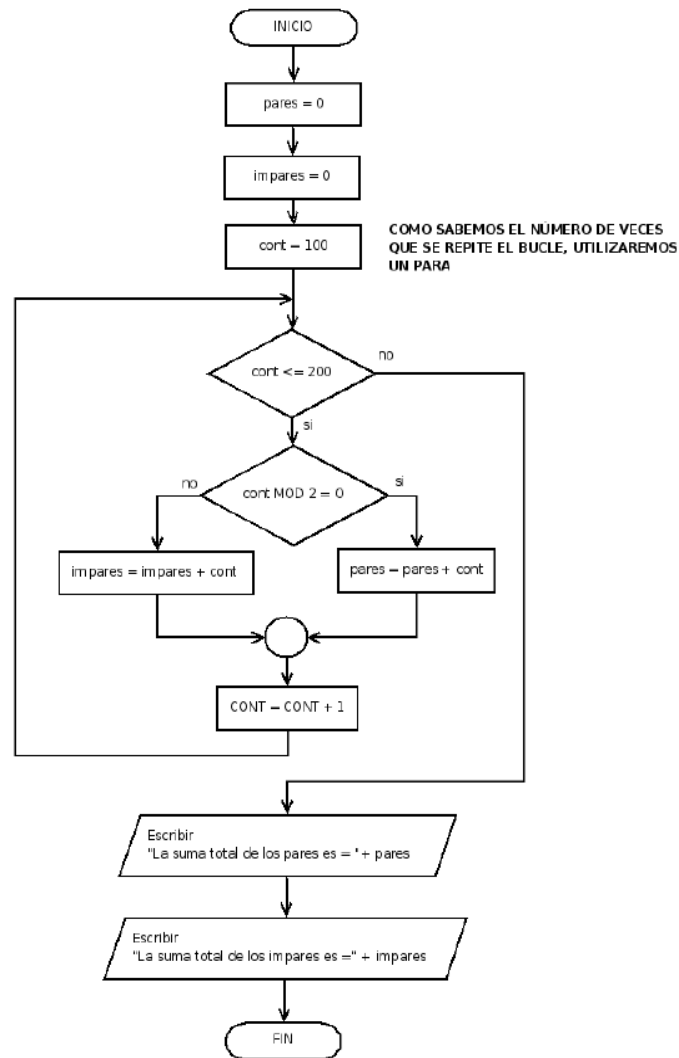 INICIO
pares = 0
impares = 0
cont = 100
COMO SABEMOS EL NÚMERO DE VECES
QUE SE REPITE EL BUCLE, UTILIZAREMOS
UN PARA
cont <= 200
no
si
cont MOD 2 = 0
no
si
impares = impares + cont
pares = pares + cont
CONT = CONT + 1
Escribir
"La suma total de los pares es = "+ pares
Escribir
"La suma total de los impares es =" + impares
FIN